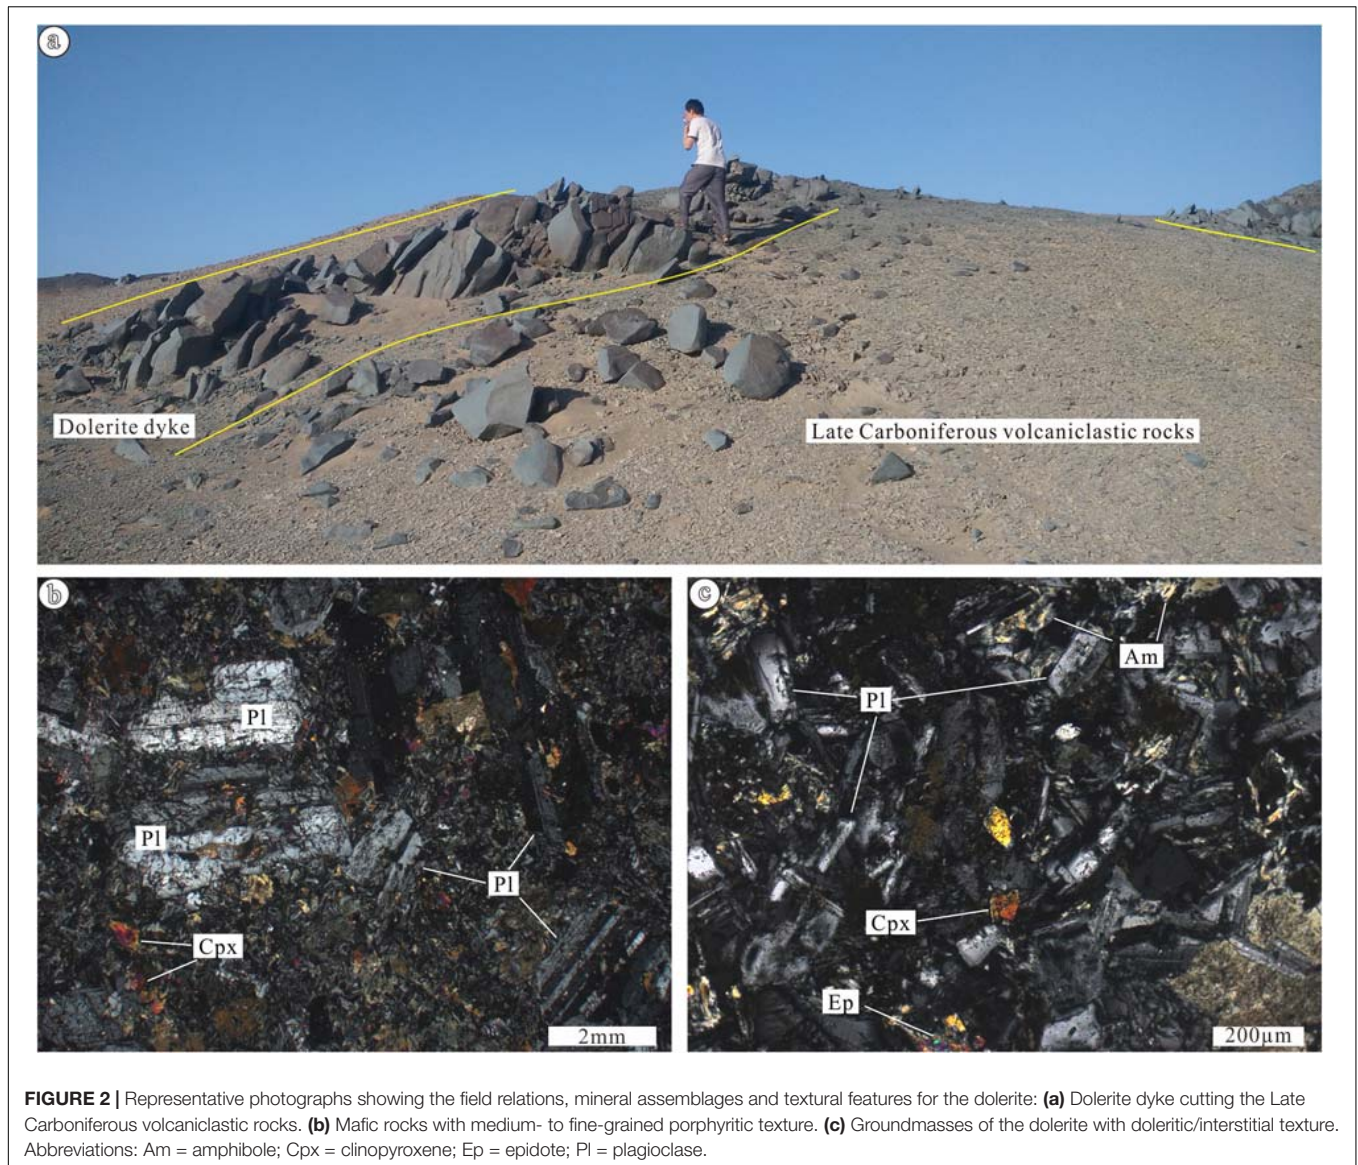 a
Dolerite dyke
Late Carboniferous volcaniclastic rocks
b
Pl
Pl
Pl
Cpx
2mm
c
Am
Pl
Cpx
Ep
200µm
FIGURE 2 | Representative photographs showing the field relations, mineral assemblages and textural features for the dolerite: (a) Dolerite dyke cutting the Late
Carboniferous volcaniclastic rocks. (b) Mafic rocks with medium- to fine-grained porphyritic texture. (c) Groundmasses of the dolerite with doleritic/interstitial texture.
Abbreviations: Am = amphibole; Cpx = clinopyroxene; Ep = epidote; Pl = plagioclase.